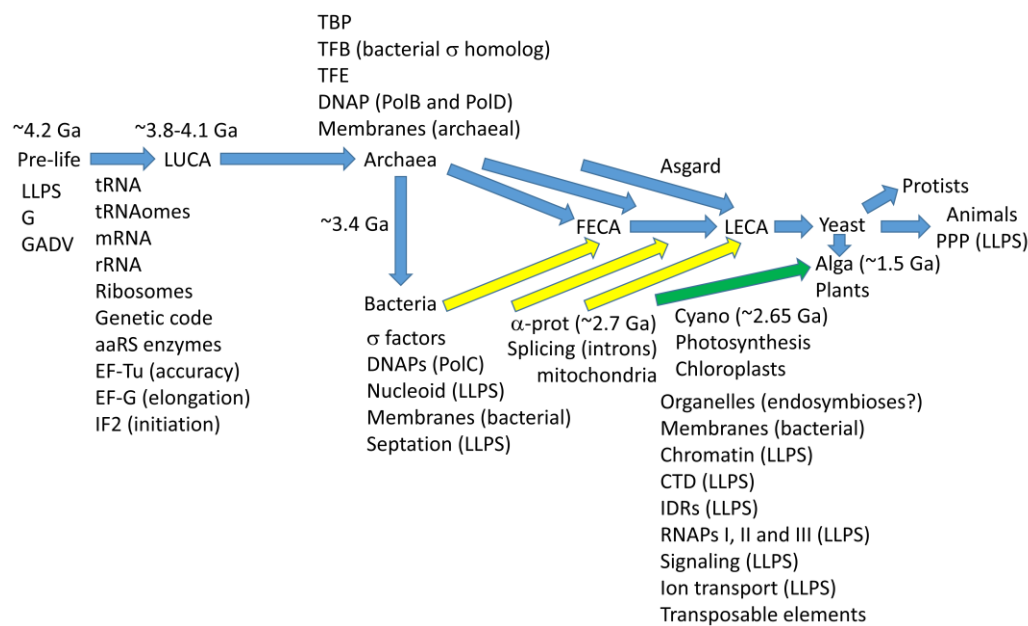 TBP
TFB (bacterial σ homolog)
TFE
DNAP (PolB and PolD)
Membranes (archaeal)
~4.2 Ga
Pre-life
LLPS
G
GADV
~3.8-4.1 Ga
LUCA
tRNA
tRNAomes
mRNA
rRNA
Ribosomes
Genetic code
aaRS enzymes
EF-Tu (accuracy)
EF-G (elongation)
IF2 (initiation)
Archaea
~3.4 Ga
Bacteria
σ factors
DNAPs (PolC)
Nucleoid (LLPS)
Membranes (bacterial)
Septation (LLPS)
Asgard
FECA
LECA
Yeast
Protists
Animals
PPP (LLPS)
Alga (~1.5 Ga)
Plants
α-prot (~2.7 Ga)
Splicing (introns)
mitochondria
Cyano (~2.65 Ga)
Photosynthesis
Chloroplasts
Organelles (endosymbioses?)
Membranes (bacterial)
Chromatin (LLPS)
CTD (LLPS)
IDRs (LLPS)
RNAPs I, II and III (LLPS)
Signaling (LLPS)
Ion transport (LLPS)
Transposable elements